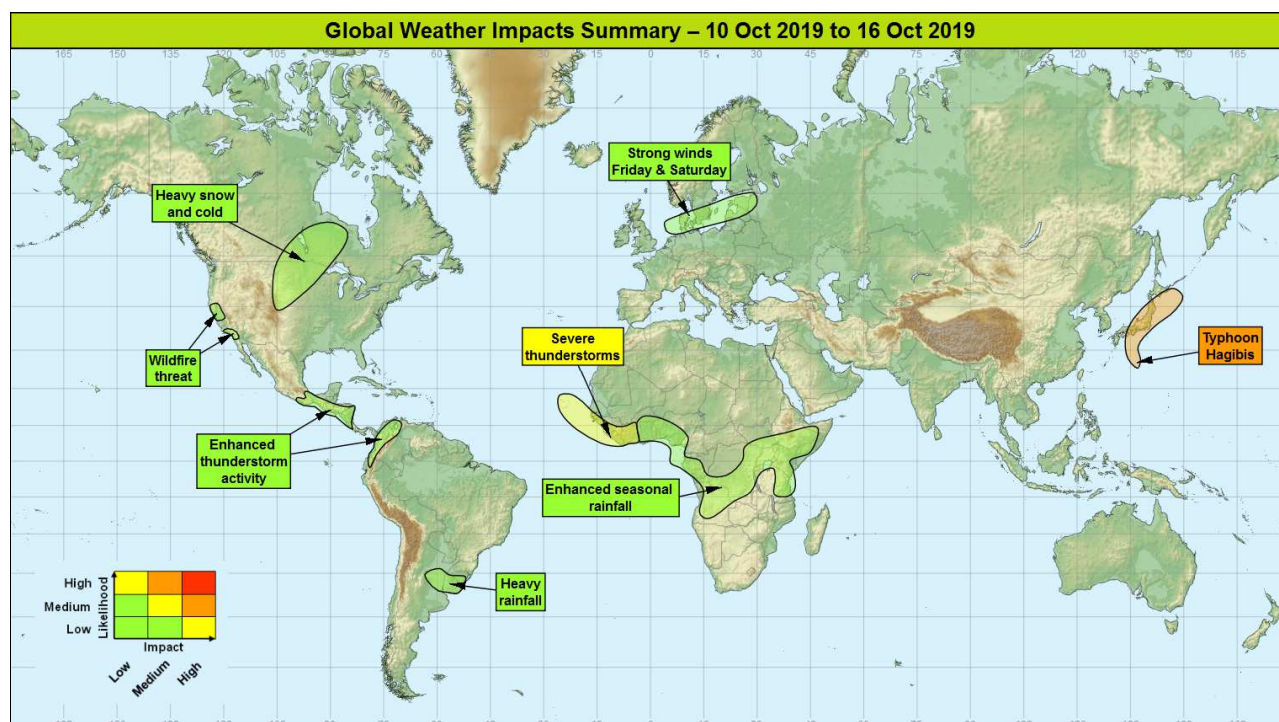 Global Weather Impacts Summary – 10 Oct 2019 to 16 Oct 2019
165 135 120 105 90 75 60 45 30 15 0 15 30 45 60 75 90 105 120 135 150 165
Strong winds
Friday & Saturday
Heavy snow
and cold
Severe
thunderstorms
Typhoon
Hagibis
Wildfire
threat
Enhanced
thunderstorm
activity
Enhanced seasonal
rainfall
Heavy
rainfall
High
Medium
Low
Likelihood
Impact
Low
Medium
High